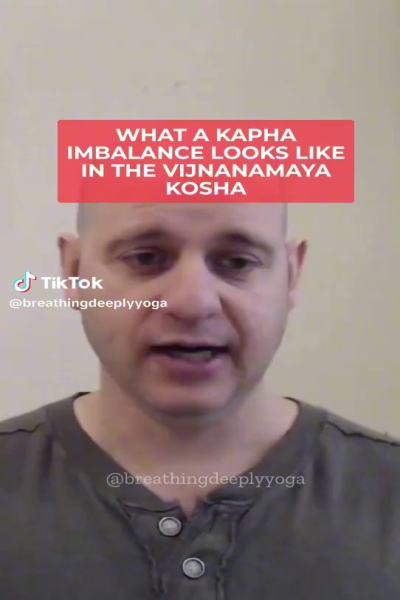 WHAT A KAPHA
IMBALANCE LOOKS LIKE
IN THE VIJNANAMAYA
KOSHA
TikTok
@breathingdeeplyyoga
@breathingdeeplyyoga